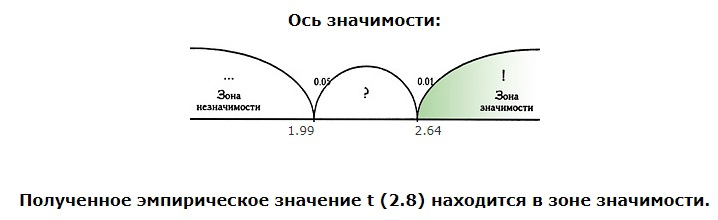 Ось значимости:
...
0.05
0.01
!
?
Зона
незначимости
Зона
значимости
1.99
2.64
Полученное эмпирическое значение t (2.8) находится в зоне значимости.